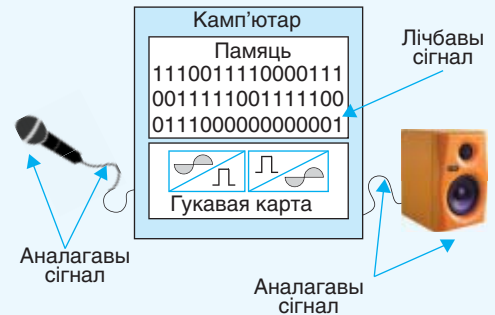 Камп'ютар
Памяць
1110011110000111
0011111001111100
0111000000000001
Гукавая карта
Лічбавы
сігнал
Аналагавы
сігнал
Аналагавы
сігнал